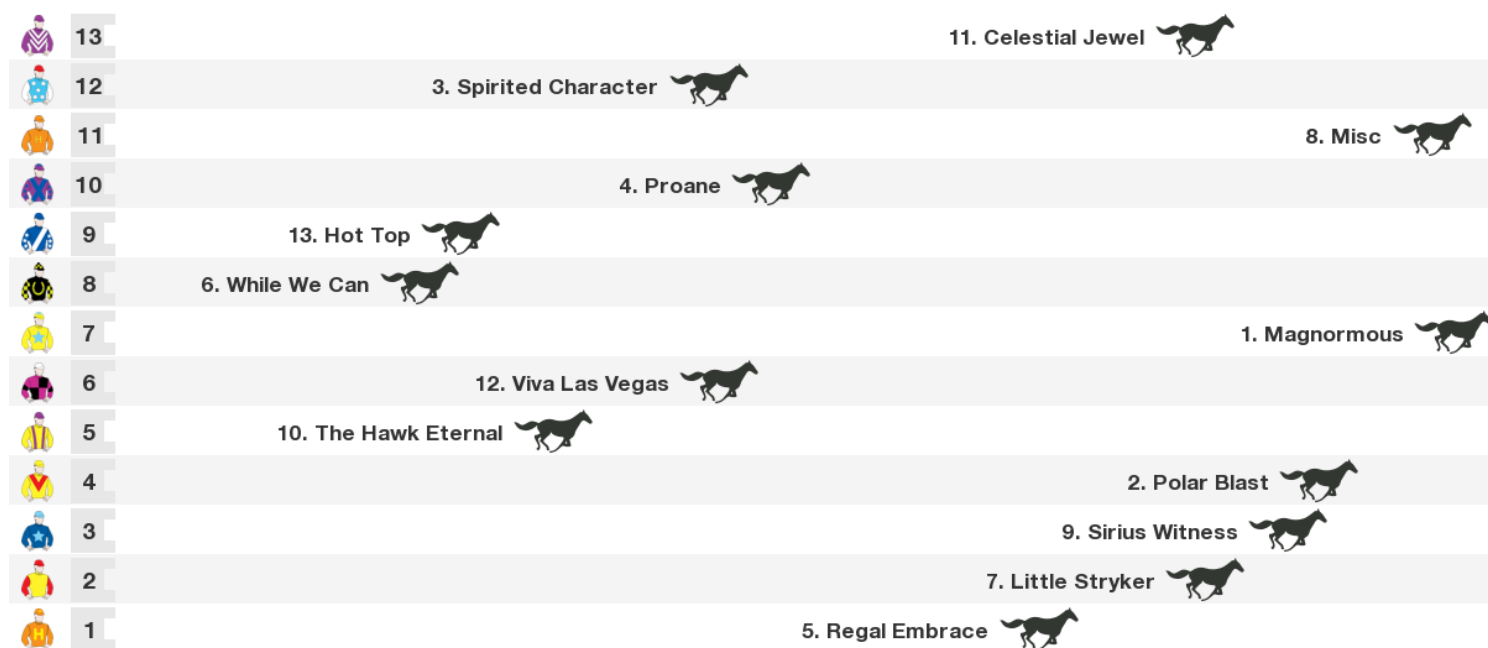 13 11. Celestial Jewel
12 3. Spirited Character
11 8. Misc
10 4. Proane
9 13. Hot Top
8 6. While We Can
7 1. Magnormous
6 12. Viva Las Vegas
5 10. The Hawk Eternal
4 2. Polar Blast
3 9. Sirius Witness
2 7. Little Stryker
1 5. Regal Embrace
H
H